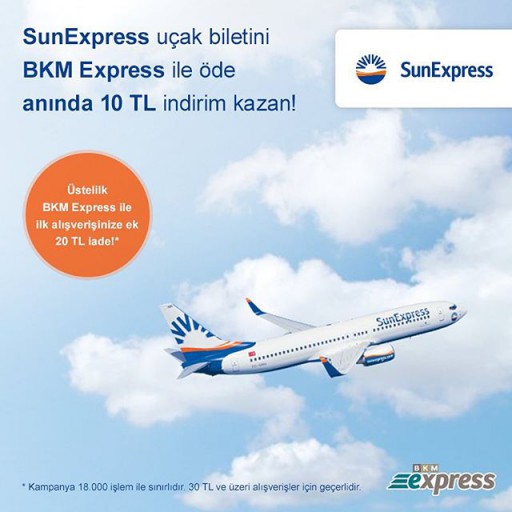 SunExpress uçak biletini
BKM Express ile öde
anında 10 TL indirim kazan!
SunExpress
Üstelilk
BKM Express ile
ilk alışverişinize ek
20 TL iade!*
SunExpress
BKM
express
* Kampanya 18.000 işlem ile sınırlıdır. 30 TL ve üzeri alışverişler için geçerlidir.